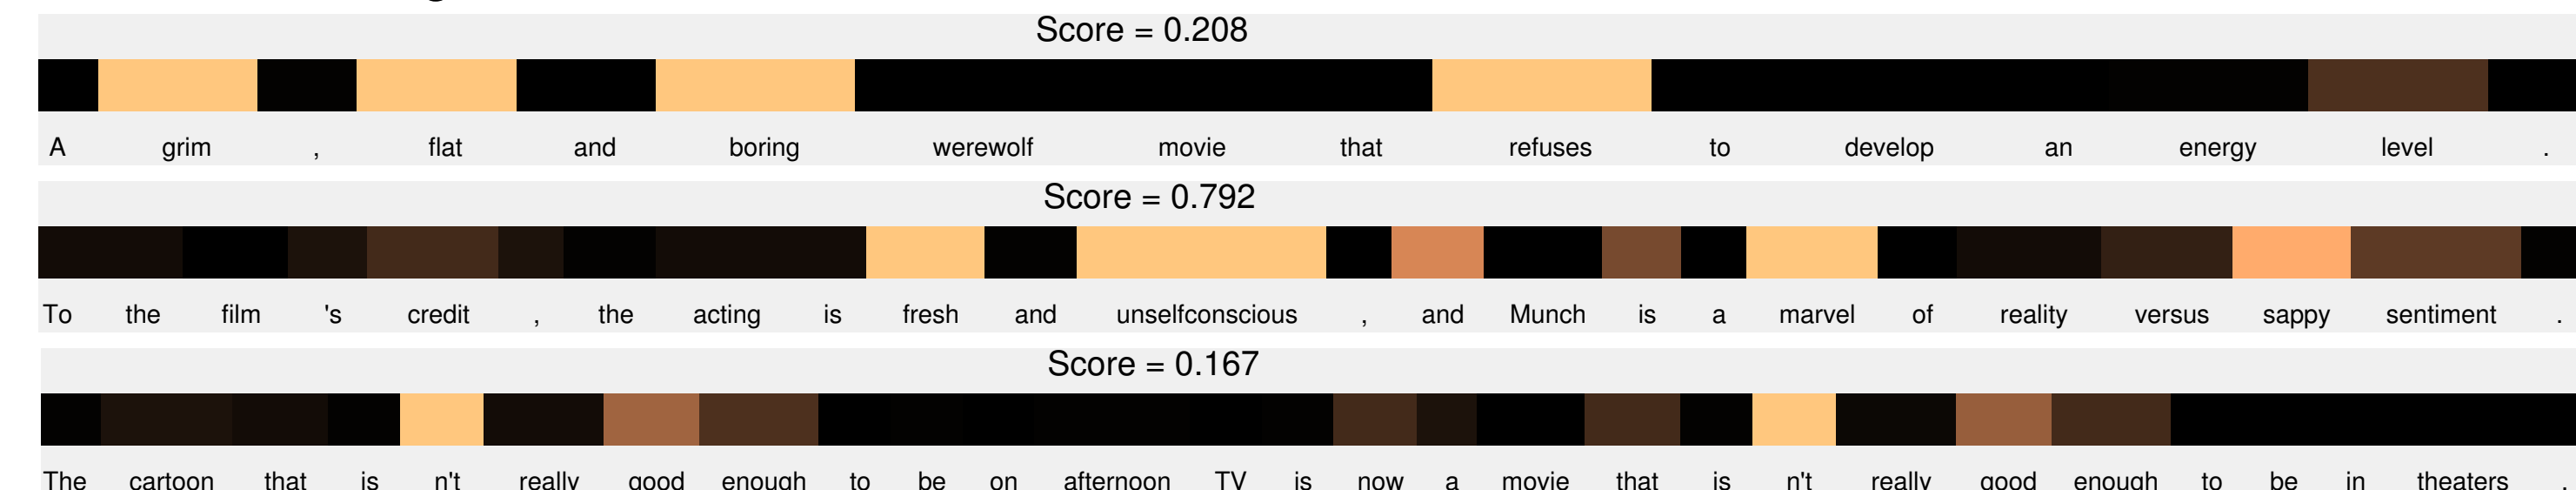 Score = 0.208
A grim , flat and boring werewolf movie that refuses to develop an energy level .
Score = 0.792
To the film 's credit , the acting is fresh and unselfconscious , and Munch is a marvel of reality versus sappy sentiment .
Score = 0.167
The cartoon that is n't really good enough to be on afternoon TV is now a movie that is n't really good enough to be in theaters .